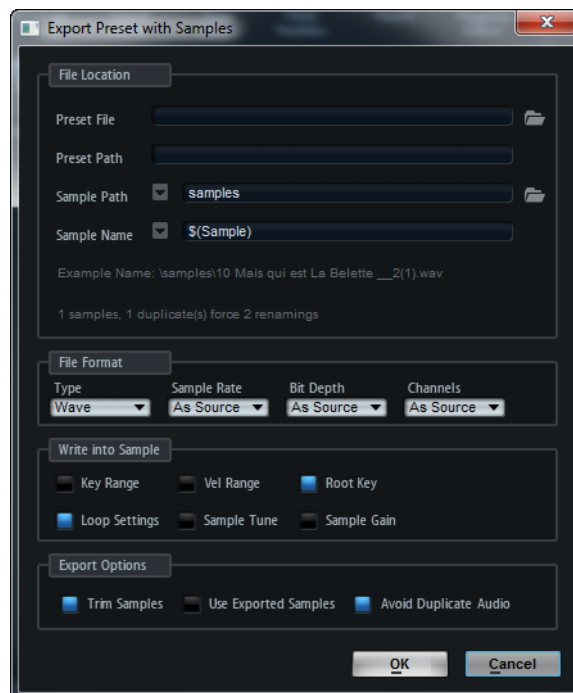 Export Preset with Samples
File Location
Preset File
Preset Path
Sample Path samples
Sample Name $(Sample)
Example Name: \samples\10 Mais qui est La Belette __2(1).wav
1 samples, 1 duplicate(s) force 2 renamings
File Format
Type Sample Rate Bit Depth Channels
Wave As Source As Source As Source
Write into Sample
Key Range Vel Range Root Key
Loop Settings Sample Tune Sample Gain
Export Options
Trim Samples Use Exported Samples Avoid Duplicate Audio
OK Cancel